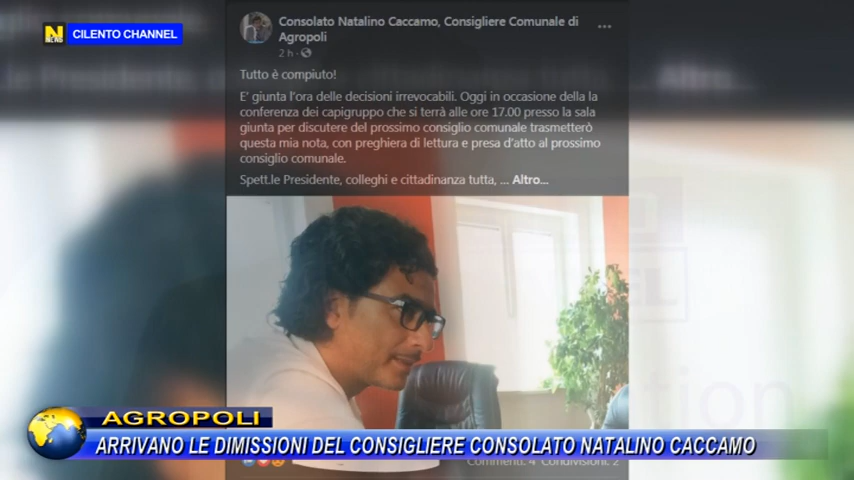 N
NEWS
CILENTO CHANNEL
Consolato Natalino Caccamo, Consigliere Comunale di
Agropoli
2 h ·
Tutto è compiuto!
E' giunta l'ora delle decisioni irrevocabili. Oggi in occasione della la
conferenza dei capigruppo che si terrà alle ore 17.00 presso la sala
giunta per discutere del prossimo consiglio comunale trasmetterò
questa mia nota, con preghiera di lettura e presa d'atto al prossimo
consiglio comunale.
Spett.le Presidente, colleghi e cittadinanza tutta, ... Altro...
Altro...
AGROPOLI
ARRIVANO LE DIMISSIONI DEL CONSIGLIERE CONSOLATO NATALINO CACCAMO
Commenti: 4 Condivisioni: 2